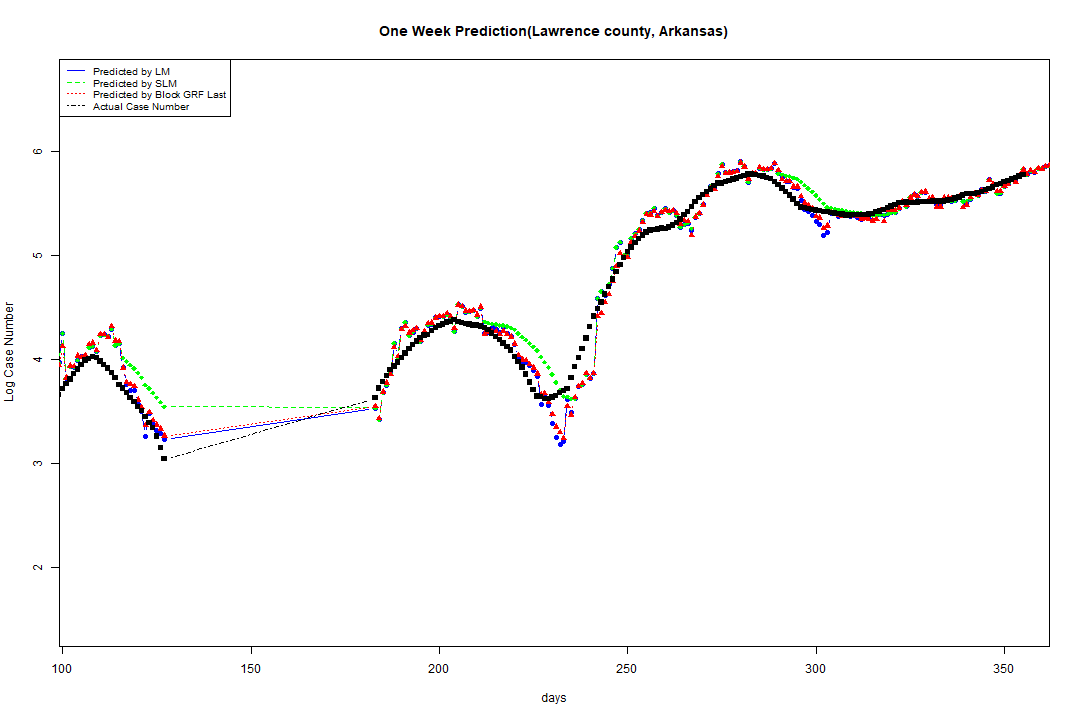 One Week Prediction(Lawrence county, Arkansas)
Predicted by LM
Predicted by SLM
Predicted by Block GRF Last
Actual Case Number
6
5
4
3
2
Log Case Number
100 150 200 250 300 350
days